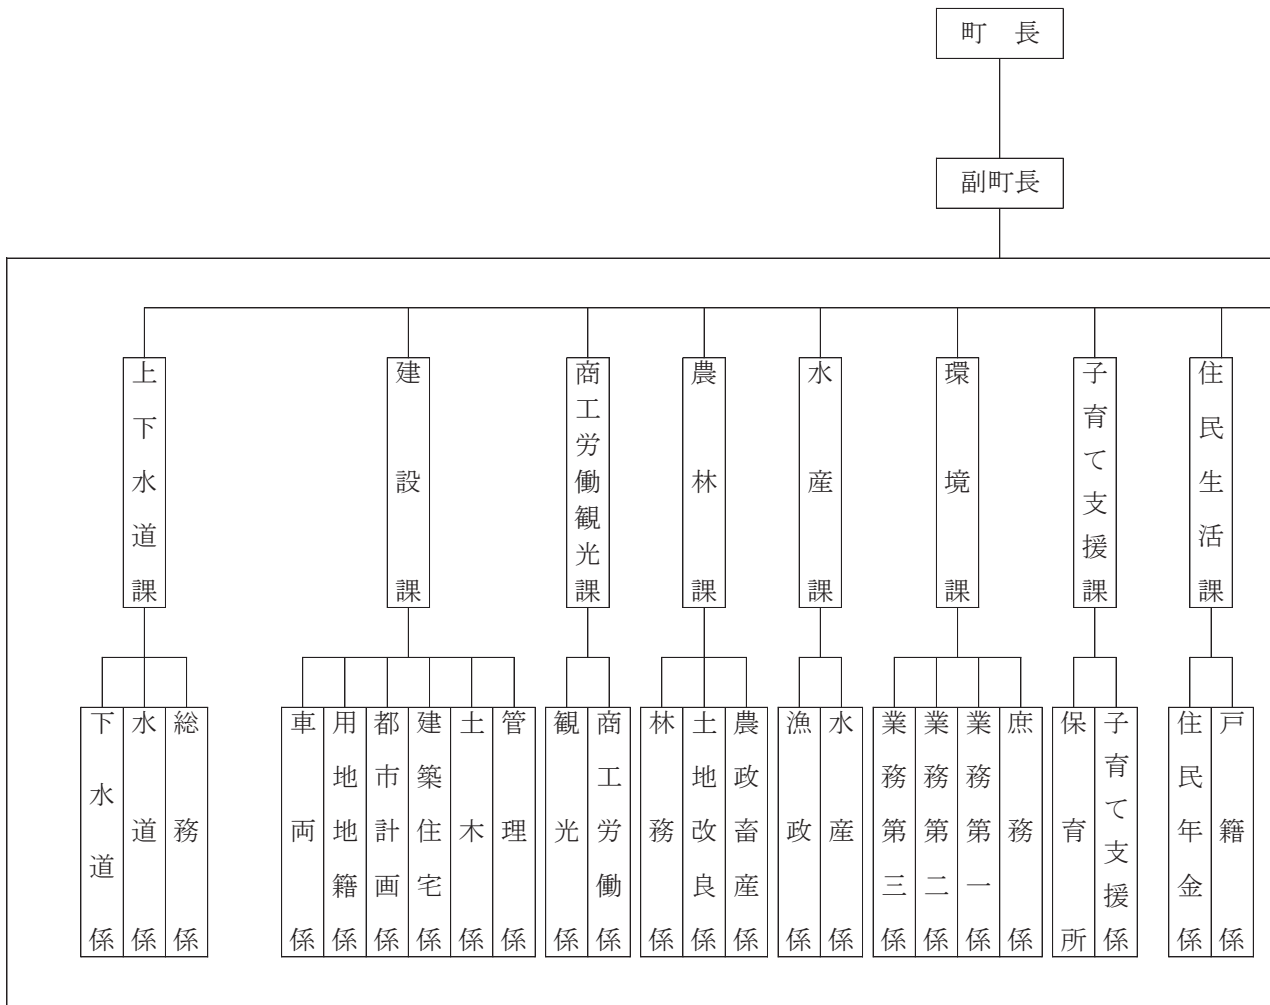 町　長
副町長
上下水道課
建設課
商工労働観光課
農林課
水産課
環境課
子育て支援課
住民生活課
下水道係
水道係
総務係
車両係
用地地籍係
都市計画係
建築住宅係
土木係
管理係
観光係
商工労働係
林務係
土地改良係
農政畜産係
漁政係
水産係
業務第三係
業務第二係
業務第一係
庶務係
保育所
子育て支援係
住民年金係
戸籍係